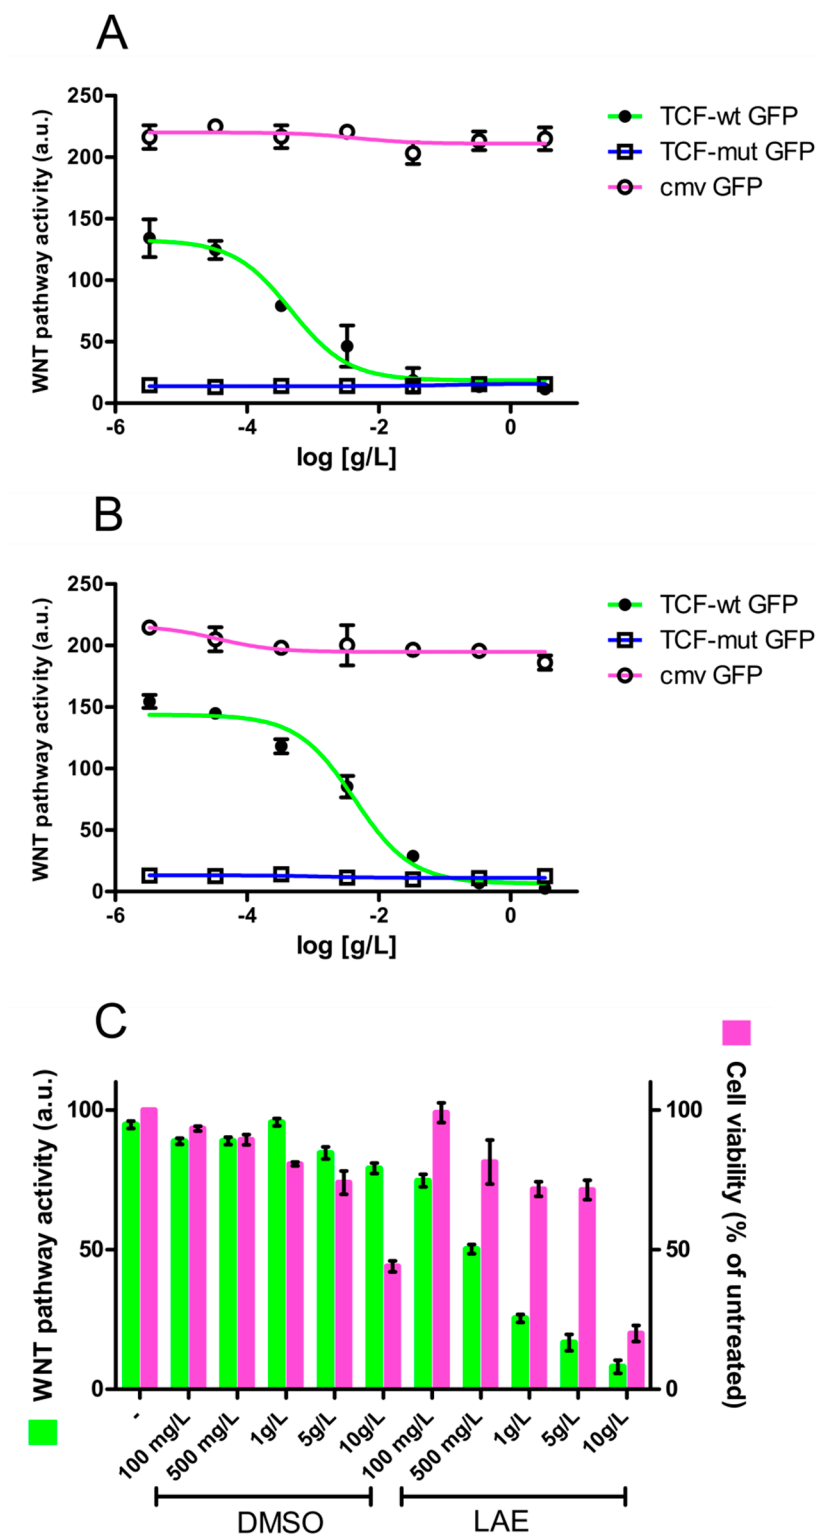 A
WNT pathway activity (a.u.)
250
200
150
100
50
0
-6
-4
-2
0
log [g/L]
TCF-wt GFP
TCF-mut GFP
cmv GFP
B
WNT pathway activity (a.u.)
250
200
150
100
50
0
-6
-4
-2
0
log [g/L]
TCF-wt GFP
TCF-mut GFP
cmv GFP
C
WNT pathway activity (a.u.)
100
50
0
100
50
0
Cell viability (% of untreated)
-
100 mg/L
500 mg/L
1g/L
5g/L
10g/L
100 mg/L
500 mg/L
1g/L
5g/L
10g/L
DMSO
LAE